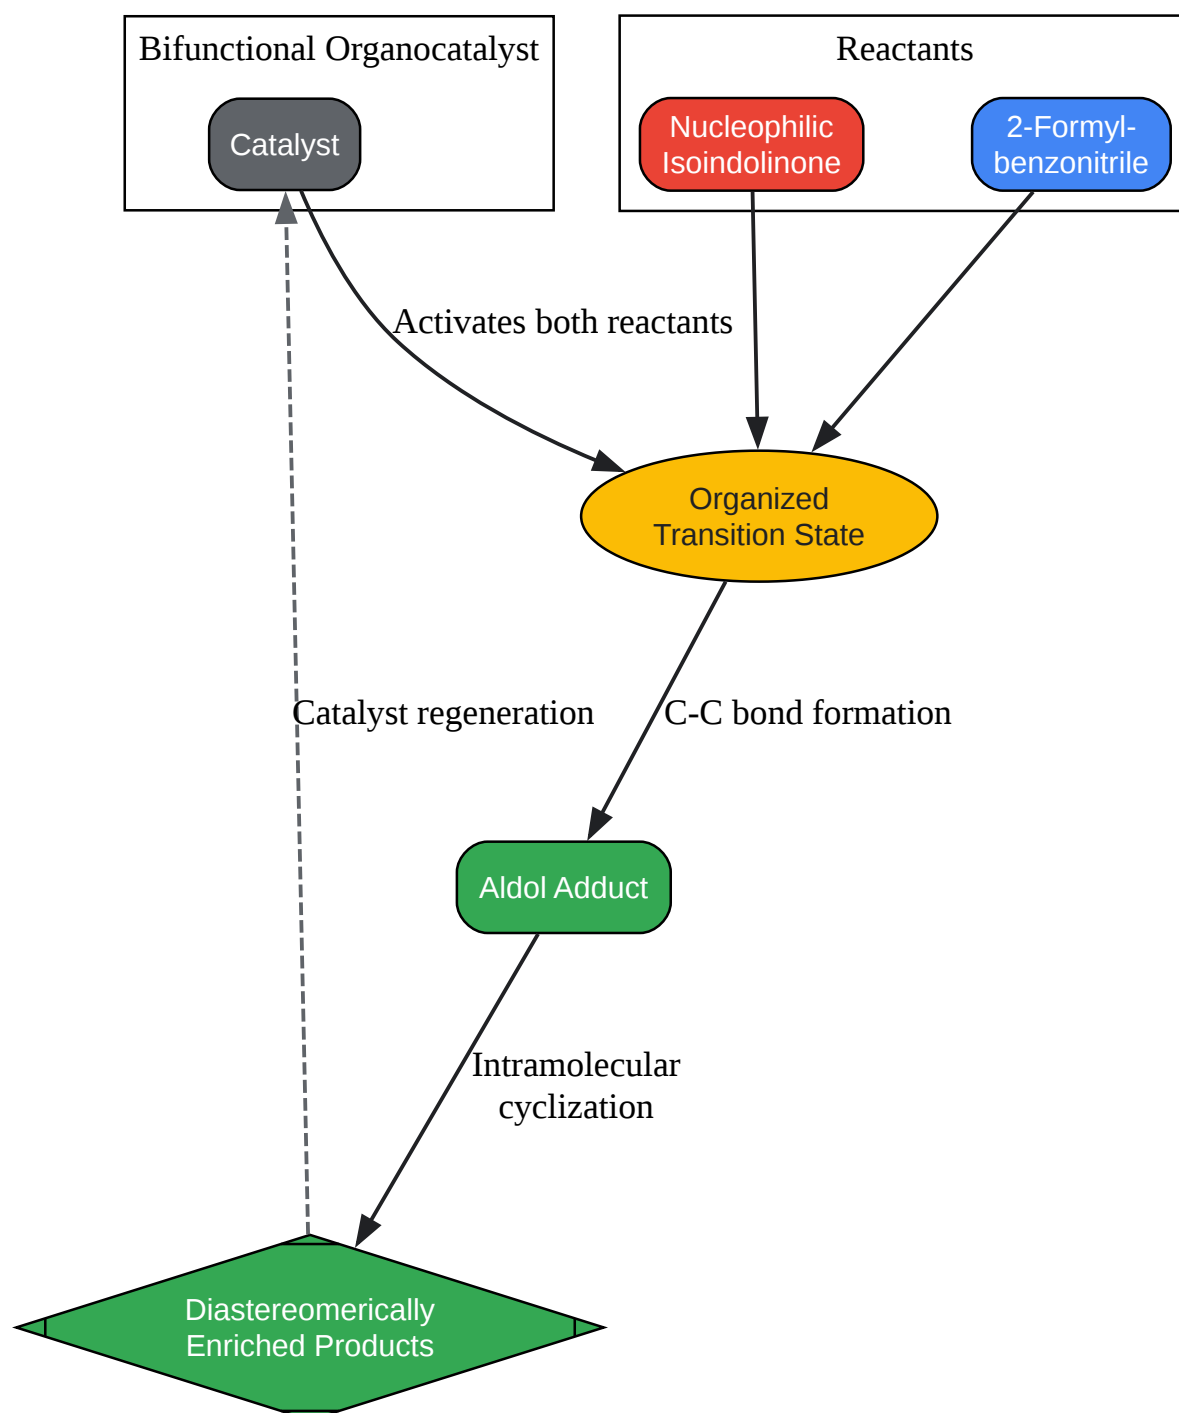 Bifunctional Organocatalyst
Catalyst
Reactants
Nucleophilic
Isoindolinone
2-Formyl-
benzonitrile
Activates both reactants
Organized
Transition State
Catalyst regeneration
C-C bond formation
Aldol Adduct
Intramolecular
cyclization
Diastereomerically
Enriched Products